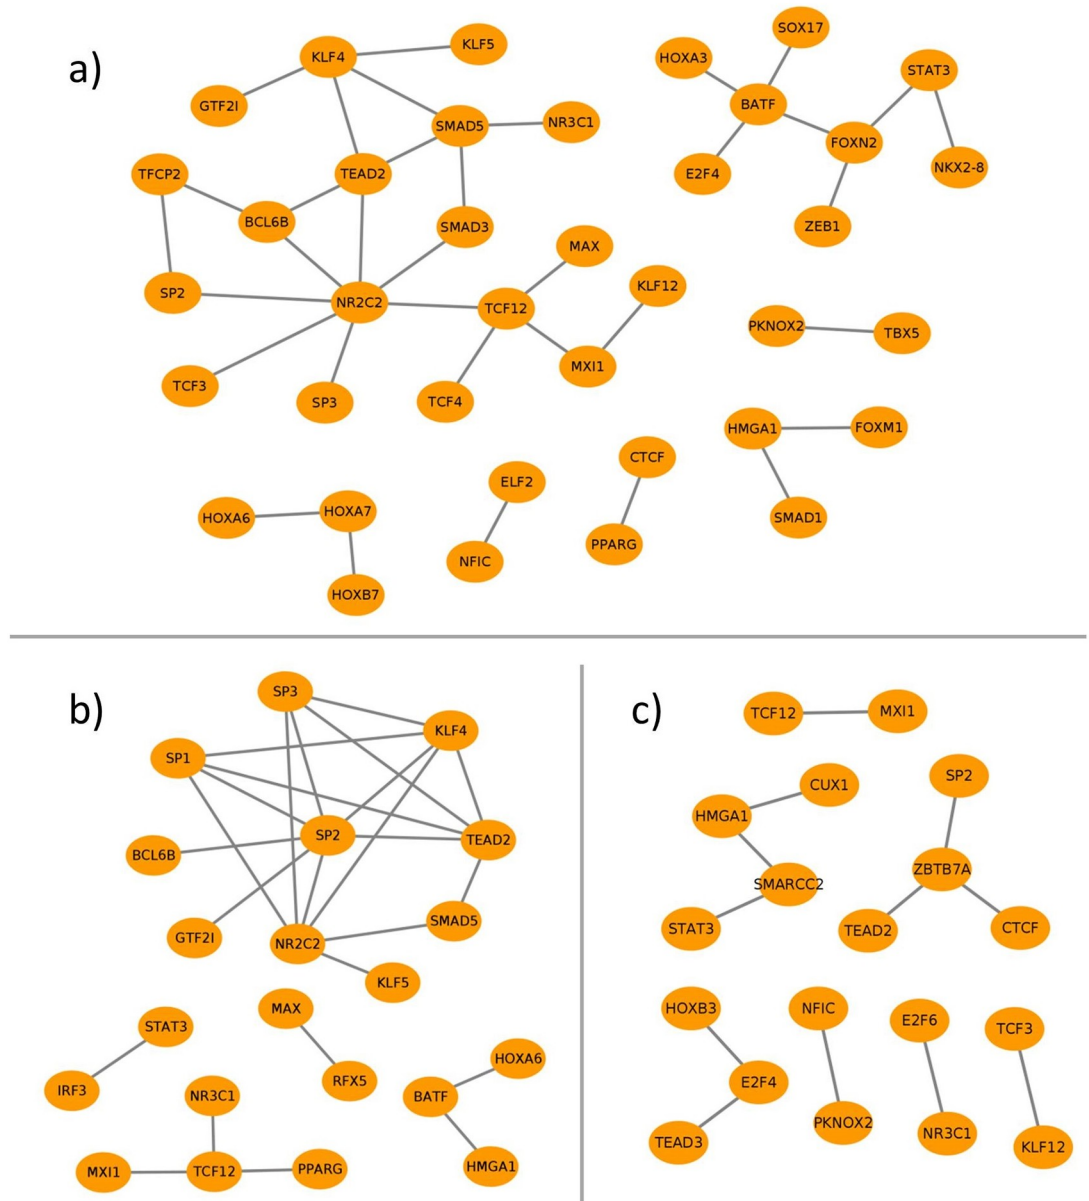 a)
KLF4
KLF5
GTF2I
SMAD5
NR3C1
TFCP2
TEAD2
BCL6B
SMAD3
SP2
NR2C2
TCF12
MAX
KLF12
MXI1
TCF3
SP3
TCF4
SOX17
HOXA3
STAT3
BATF
FOXN2
E2F4
NKX2-8
ZEB1
PKNOX2
TBX5
HMGA1
FOXM1
SMAD1
CTCF
PPARG
ELF2
NFIC
HOXA6
HOXA7
HOXB7
b)
SP3
KLF4
SP1
SP2
TEAD2
BCL6B
GTF2I
NR2C2
SMAD5
KLF5
MAX
RFX5
STAT3
IRF3
NR3C1
MXI1
TCF12
PPARG
HOXA6
BATF
HMGA1
c)
TCF12
MXI1
CUX1
HMGA1
SMARCC2
STAT3
SP2
ZBTB7A
TEAD2
CTCF
HOXB3
E2F4
TEAD3
NFIC
PKNOX2
E2F6
NR3C1
TCF3
KLF12